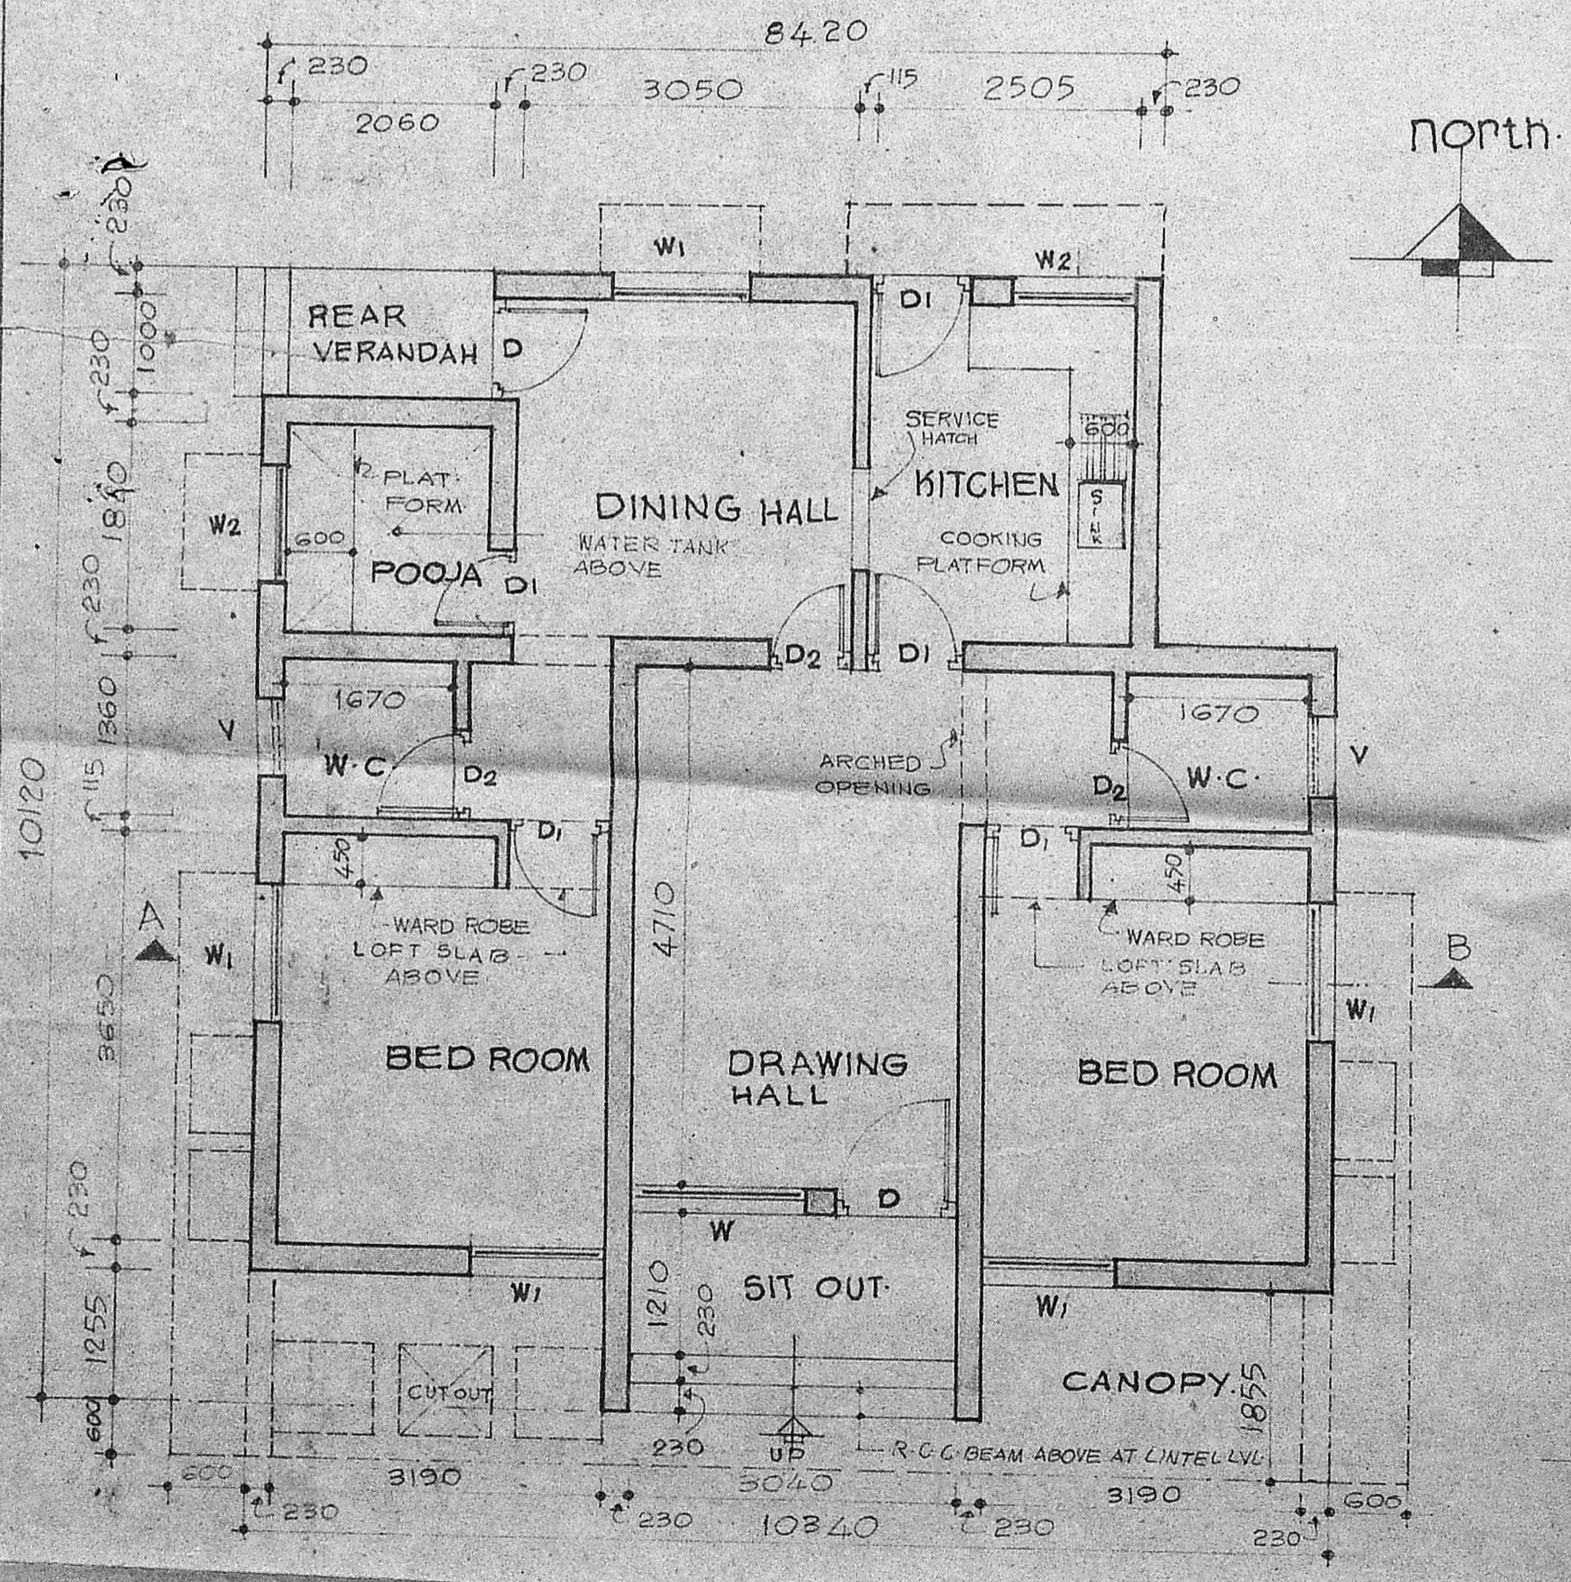 84.20
230
230
3050
115
2505
230
2060
north.
230
1000
230
1360
230
115
3650
230
1255
600
10120
W1
W2
REAR
VERANDAH
D
D1
SERVICE
HATCH
600
KITCHEN
SINK
PLAT
FORM
DINING HALL
W2
600
WATER TANK
ABOVE
COOKING
PLATFORM
POOJA
D1
D2
D1
1670
1670
V
W.C
D2
ARCHED
OPENING
D2
W.C.
V
D1
D1
450
450
A
W1
WARD ROBE
LOFT SLAB
ABOVE
4710
WARD ROBE
LOFT SLAB
ABOVE
B
W1
BED ROOM
DRAWING
HALL
BED ROOM
W
D
W1
1210
230
SIT OUT.
W1
CUT OUT
CANOPY.
1855
230
UP
R.C.C. BEAM ABOVE AT LINTEL LVL
600
3190
3040
3190
600
230
230
10340
230
230